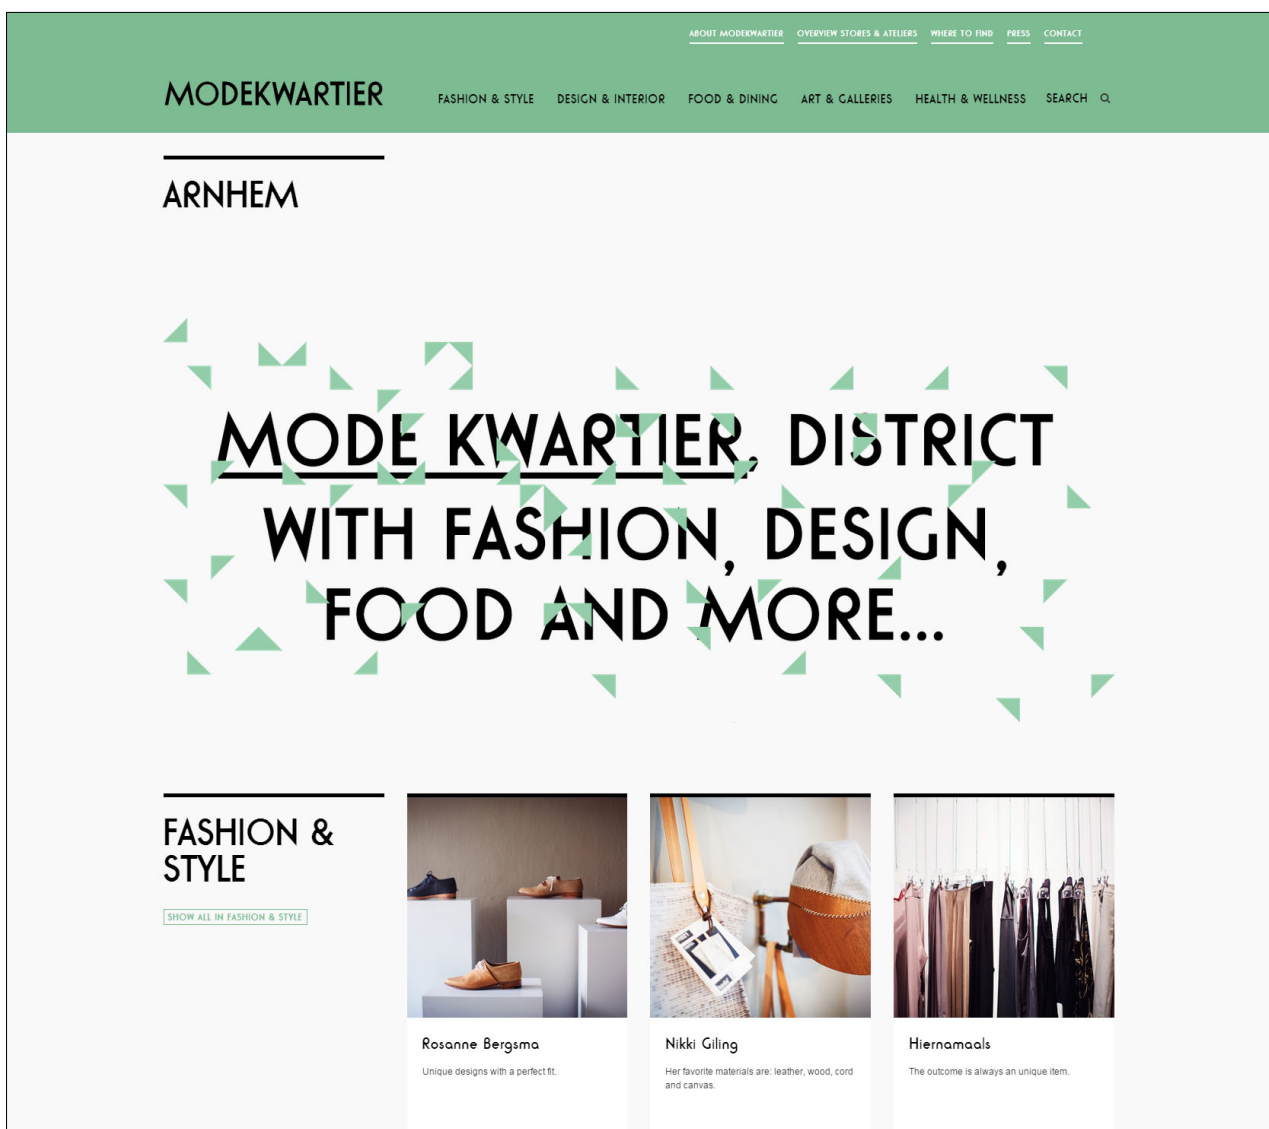 ABOUT MODEKWARTIER OVERVIEW STORES & ATELIERS WHERE TO FIND PRESS CONTACT
MODEKWARTIER
FASHION & STYLE DESIGN & INTERIOR FOOD & DINING ART & GALLERIES HEALTH & WELLNESS SEARCH
ARNHEM
MODE KWARTIER, DISTRICT
WITH FASHION, DESIGN,
FOOD AND MORE...
FASHION &
STYLE
SHOW ALL IN FASHION & STYLE
Rosanne Bergsma
Unique designs with a perfect fit.
Nikki Giling
Her favorite materials are: leather, wood, cord
and canvas.
Hiernamaals
The outcome is always an unique item.